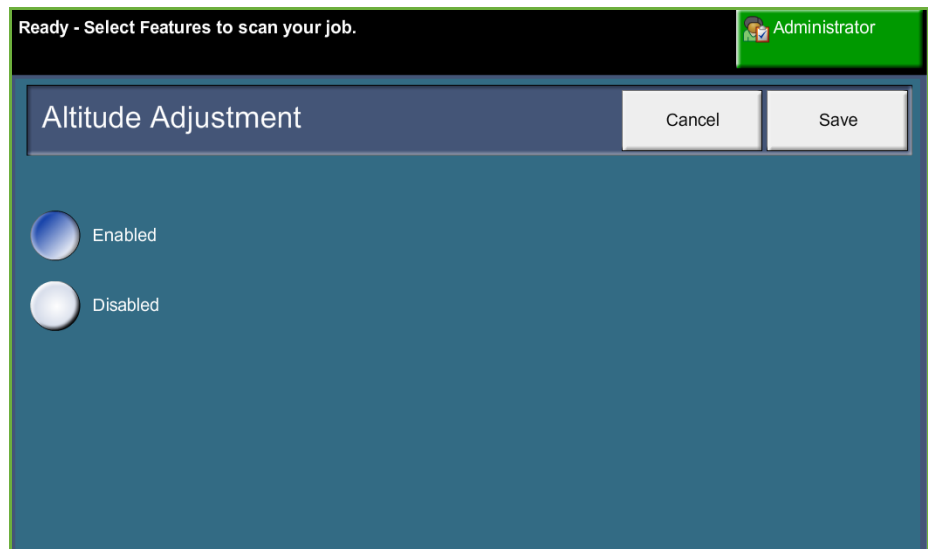 Ready - Select Features to scan your job.
Administrator
Altitude Adjustment
Cancel
Save
Enabled
Disabled